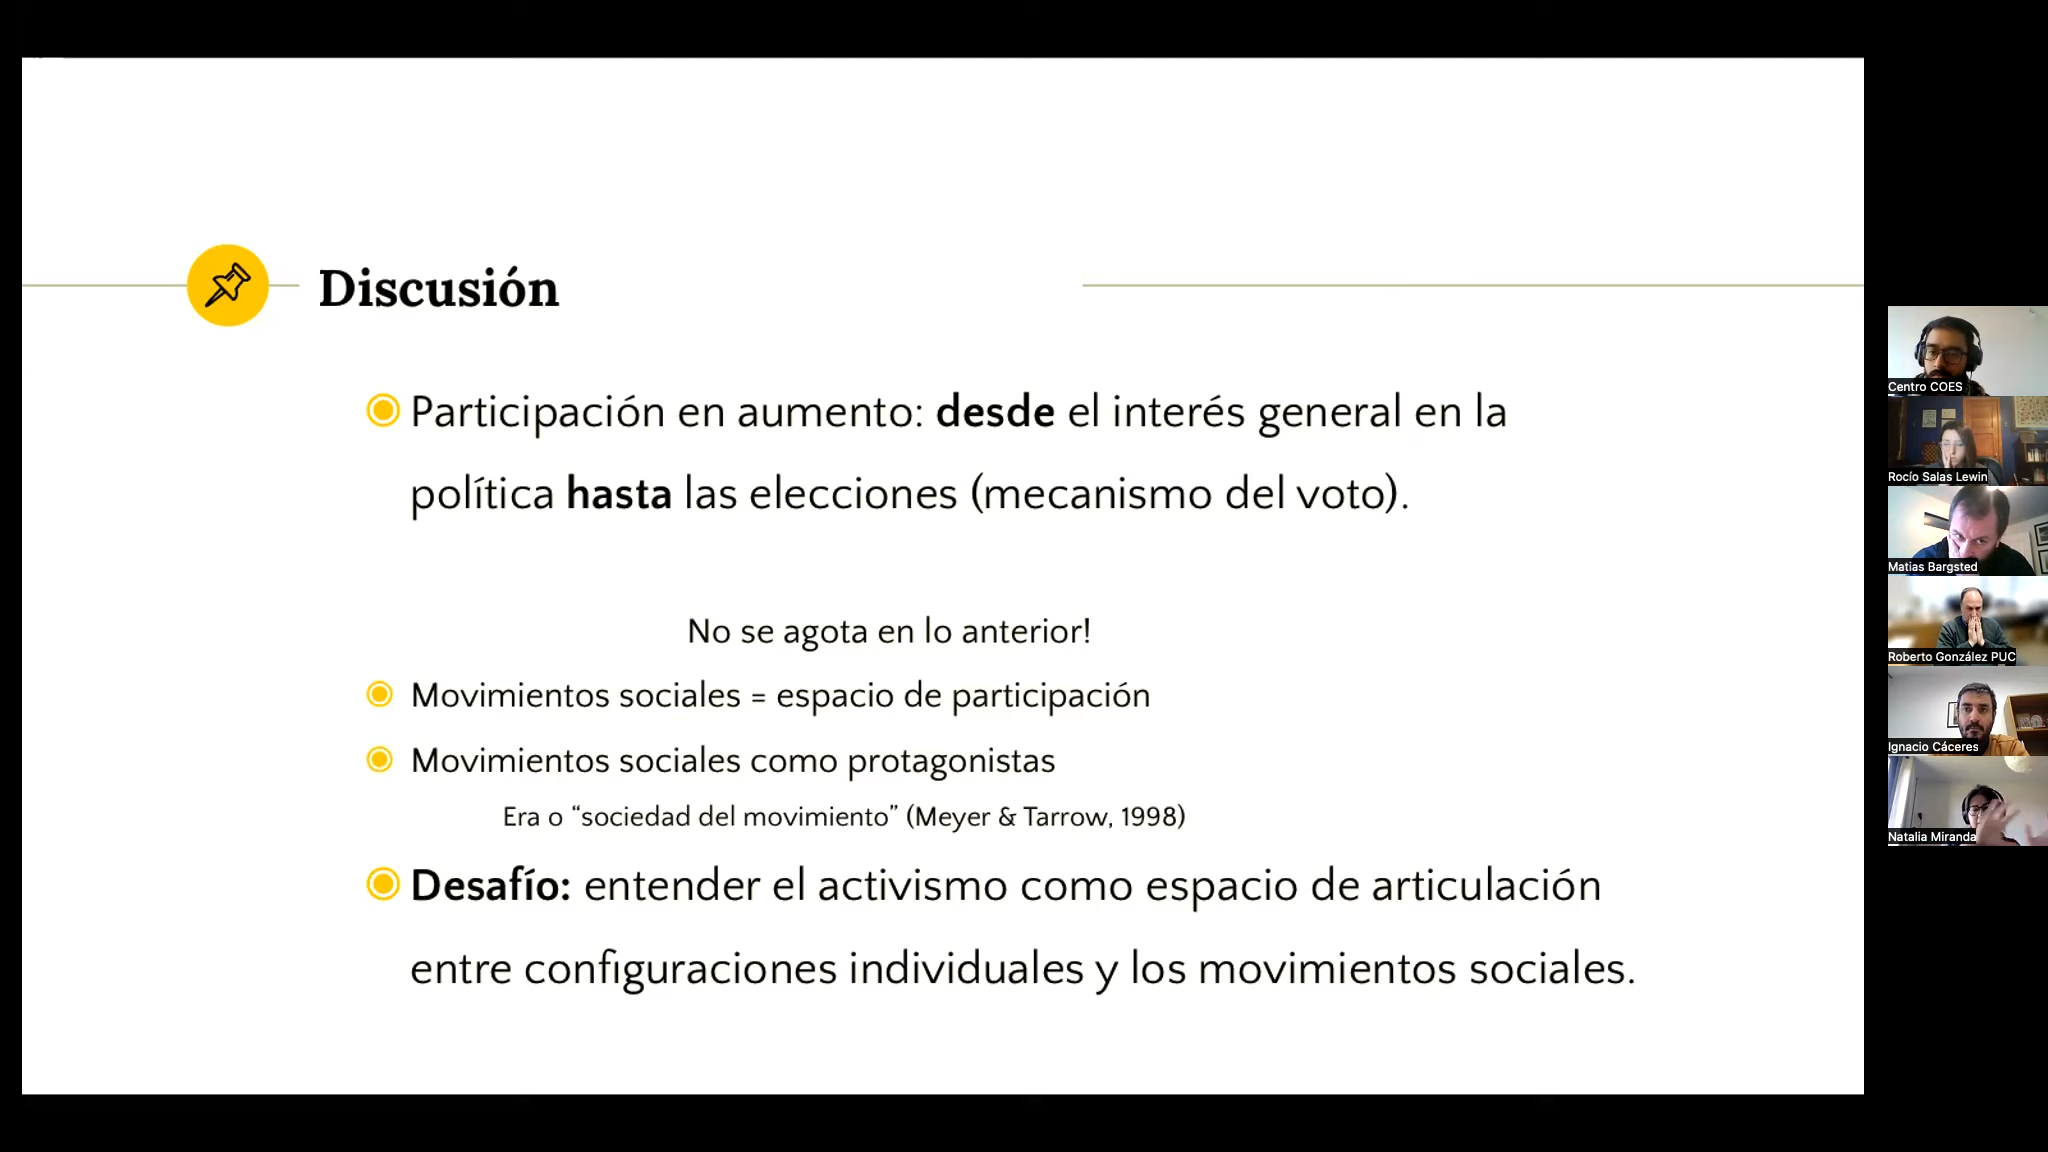 Discusión
Participación en aumento: desde el interés general en la
política hasta las elecciones (mecanismo del voto).
No se agota en lo anterior!
Movimientos sociales = espacio de participación
Movimientos sociales como protagonistas
Era o “sociedad del movimiento” (Meyer & Tarrow, 1998)
Desafío: entender el activismo como espacio de articulación
entre configuraciones individuales y los movimientos sociales.
Centro COES
Rocío Salas Lewin
Matias Bargsted
Roberto González PUC
Ignacio Cáceres
Natalia Miranda